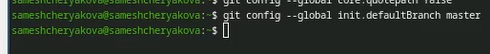 sameshcheryakova@sameshcheryakova:~$ git config --global core.quotepath false
sameshcheryakova@sameshcheryakova:~$ git config --global init.defaultBranch master
sameshcheryakova@sameshcheryakova:~$